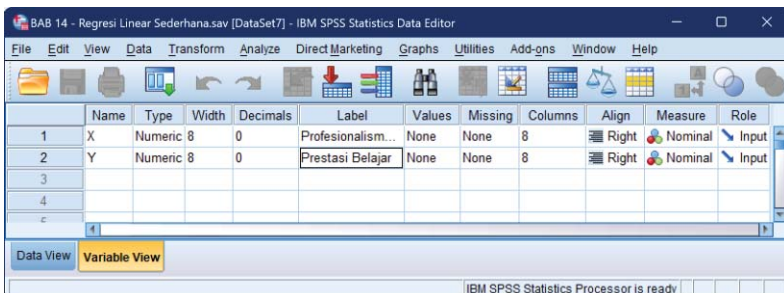 BAB 14 - Regresi Linear Sederhana.sav [DataSet7] - IBM SPSS Statistics Data Editor
File Edit View Data Transform Analyze Direct Marketing Graphs Utilities Add-ons Window Help
Name Type Width Decimals Label Values Missing Columns Align Measure Role
1 X Numeric 8 0 Profesionalism... None None 8 Right Nominal Input
2 Y Numeric 8 0 Prestasi Belajar None None 8 Right Nominal Input
3
4
Data View Variable View
IBM SPSS Statistics Processor is ready